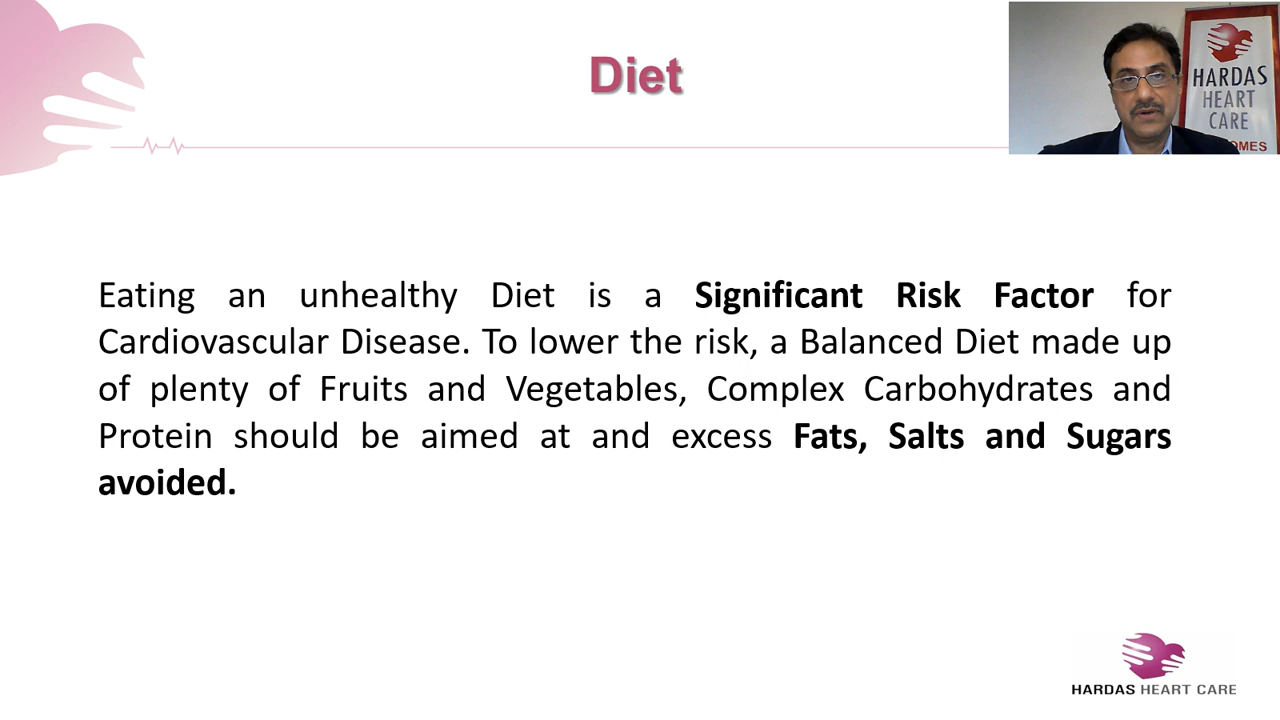 Diet
HARDAS
HEART
CARE
OMES
Eating an unhealthy Diet is a Significant Risk Factor for
Cardiovascular Disease. To lower the risk, a Balanced Diet made up
of plenty of Fruits and Vegetables, Complex Carbohydrates and
Protein should be aimed at and excess Fats, Salts and Sugars
avoided.
HARDAS HEART CARE